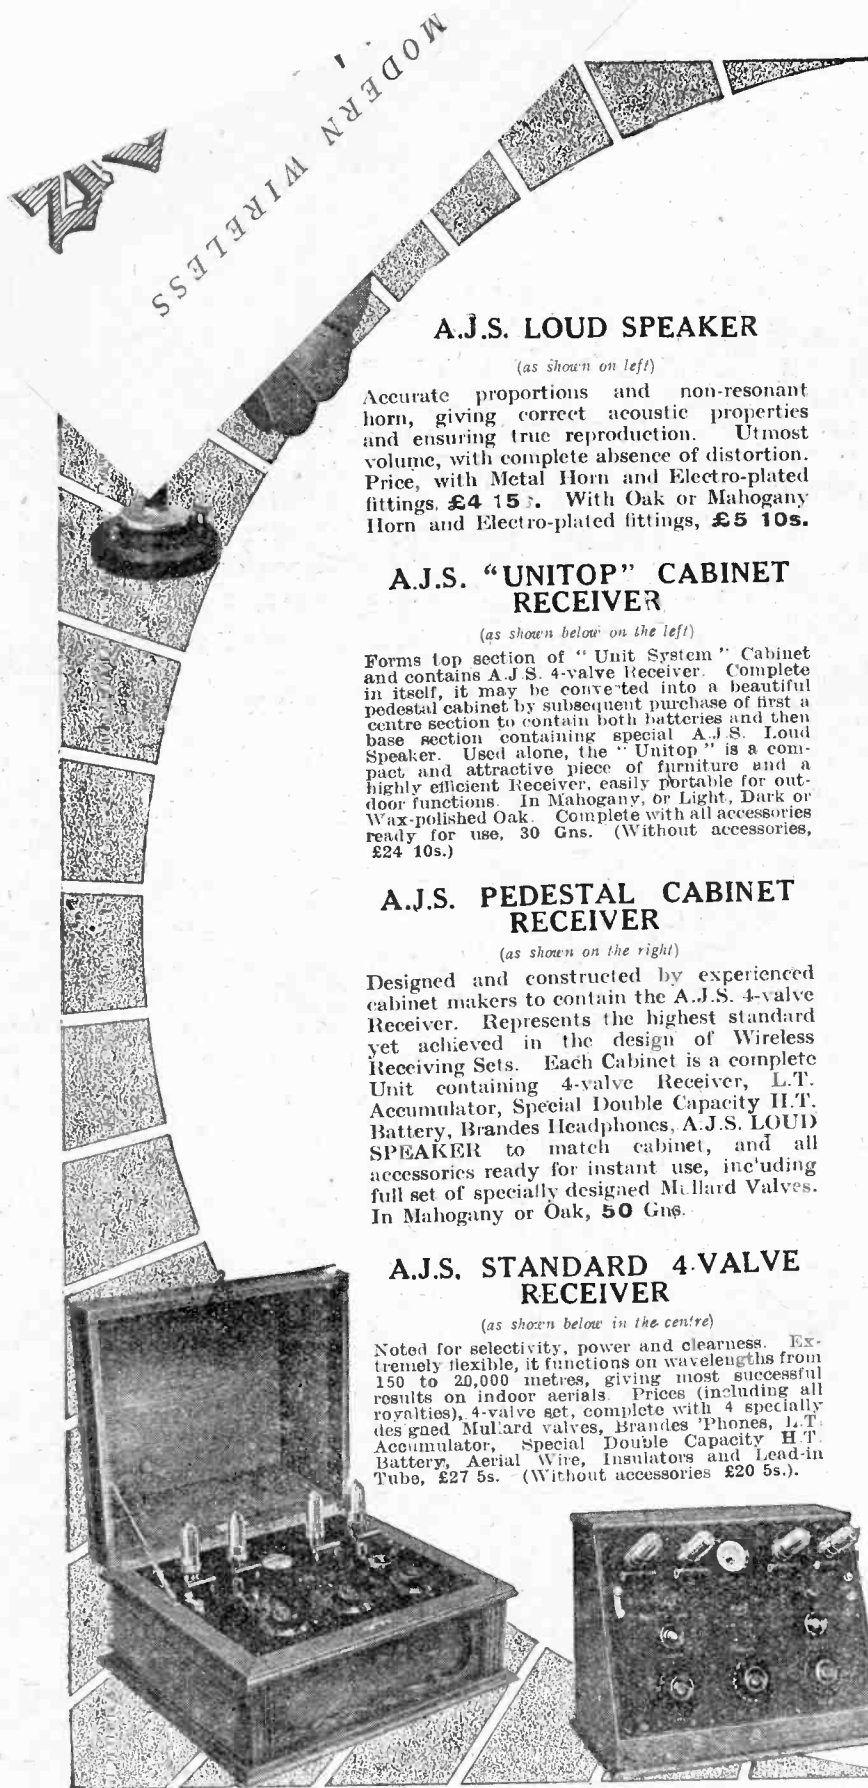 MODERN WIRELESS
A.J.S. LOUD SPEAKER
(as shown on left)
Accurate proportions and non-resonant
horn, giving correct acoustic properties
and ensuring true reproduction. Utmost
volume, with complete absence of distortion.
Price, with Metal Horn and Electro-plated
fittings, £4 15s. With Oak or Mahogany
Horn and Electro-plated fittings, £5 10s.
A.J.S. “UNITOP” CABINET
RECEIVER
(as shown below on the left)
Forms top section of “ Unit System ” Cabinet
and contains A.J.S. 4-valve Receiver. Complete
in itself, it may be converted into a beautiful
pedestal cabinet by subsequent purchase of first a
centre section to contain both batteries and then
base section containing special A.J.S. Loud
Speaker. Used alone, the “ Unitop ” is a com-
pact and attractive piece of furniture and a
highly efficient Receiver, easily portable for out-
door functions. In Mahogany, or Light, Dark or
Wax-polished Oak. Complete with all accessories
ready for use, 30 Gns. (Without accessories,
£24 10s.)
A.J.S. PEDESTAL CABINET
RECEIVER
(as shown on the right)
Designed and constructed by experienced
cabinet makers to contain the A.J.S. 4-valve
Receiver. Represents the highest standard
yet achieved in the design of Wireless
Receiving Sets. Each Cabinet is a complete
Unit containing 4-valve Receiver, L.T.
Accumulator, Special Double Capacity H.T.
Battery, Brandes Headphones, A.J.S. LOUD
SPEAKER to match cabinet, and all
accessories ready for instant use, including
full set of specially designed Mullard Valves.
In Mahogany or Oak, 50 Gns.
A.J.S. STANDARD 4-VALVE
RECEIVER
(as shown below in the centre)
Noted for selectivity, power and clearness. Ex-
tremely flexible, it functions on wavelengths from
150 to 20,000 metres, giving most successful
results on indoor aerials. Prices (including all
royalties), 4-valve set, complete with 4 specially
designed Mullard valves, Brandes 'Phones, L.T.
Accumulator, Special Double Capacity H.T.
Battery, Aerial Wire, Insulators and Lead-in
Tube, £27 5s. (Without accessories £20 5s.).